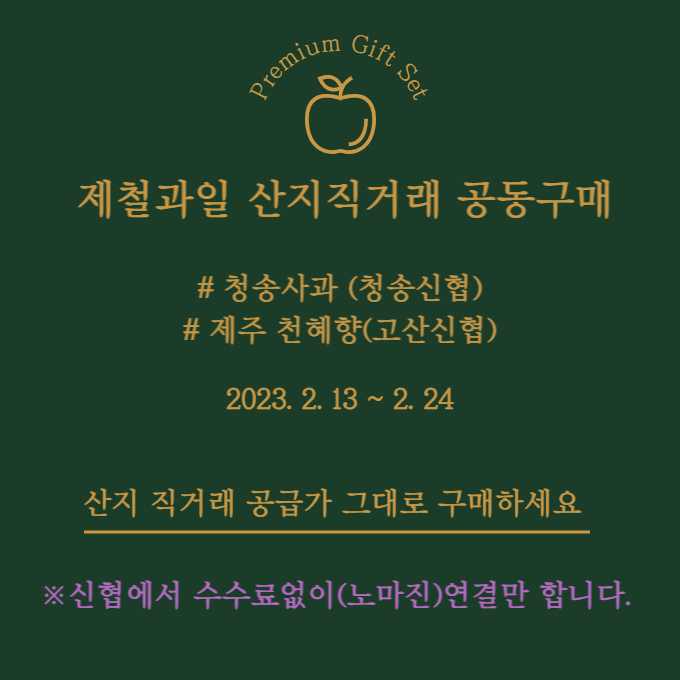 Premium Gift Set
제철과일 산지직거래 공동구매
# 청송사과 (청송신협)
# 제주 천혜향(고산신협)
2023. 2. 13 ~ 2. 24
산지 직거래 공급가 그대로 구매하세요
※신협에서 수수료없이(노마진)연결만 합니다.